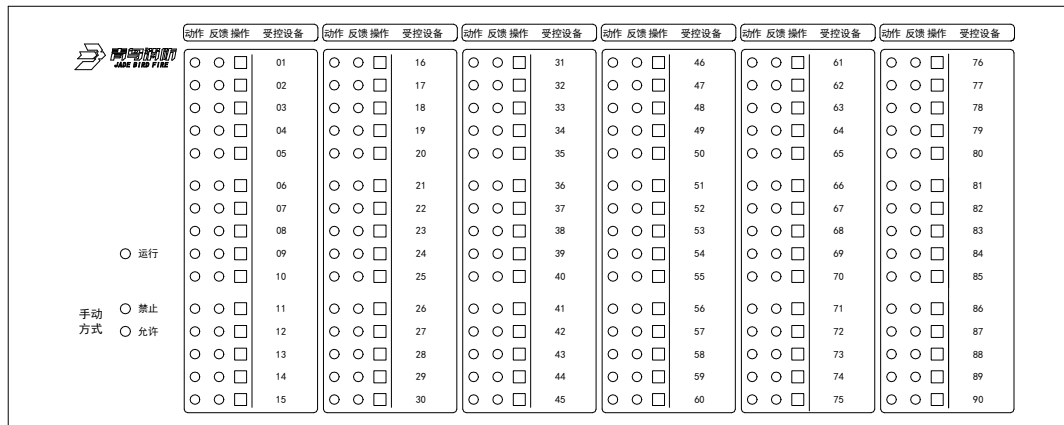 动作 反馈 操作 受控设备 动作 反馈 操作 受控设备 动作 反馈 操作 受控设备 动作 反馈 操作 受控设备 动作 反馈 操作 受控设备 动作 反馈 操作 受控设备
青鸟消防
JADE BIRD FIRE
01 16 31 46 61 76
02 17 32 47 62 77
03 18 33 48 63 78
04 19 34 49 64 79
05 20 35 50 65 80
06 21 36 51 66 81
07 22 37 52 67 82
08 23 38 53 68 83
运行 09 24 39 54 69 84
10 25 40 55 70 85
手动方式
禁止 11 26 41 56 71 86
允许 12 27 42 57 72 87
13 28 43 58 73 88
14 29 44 59 74 89
15 30 45 60 75 90